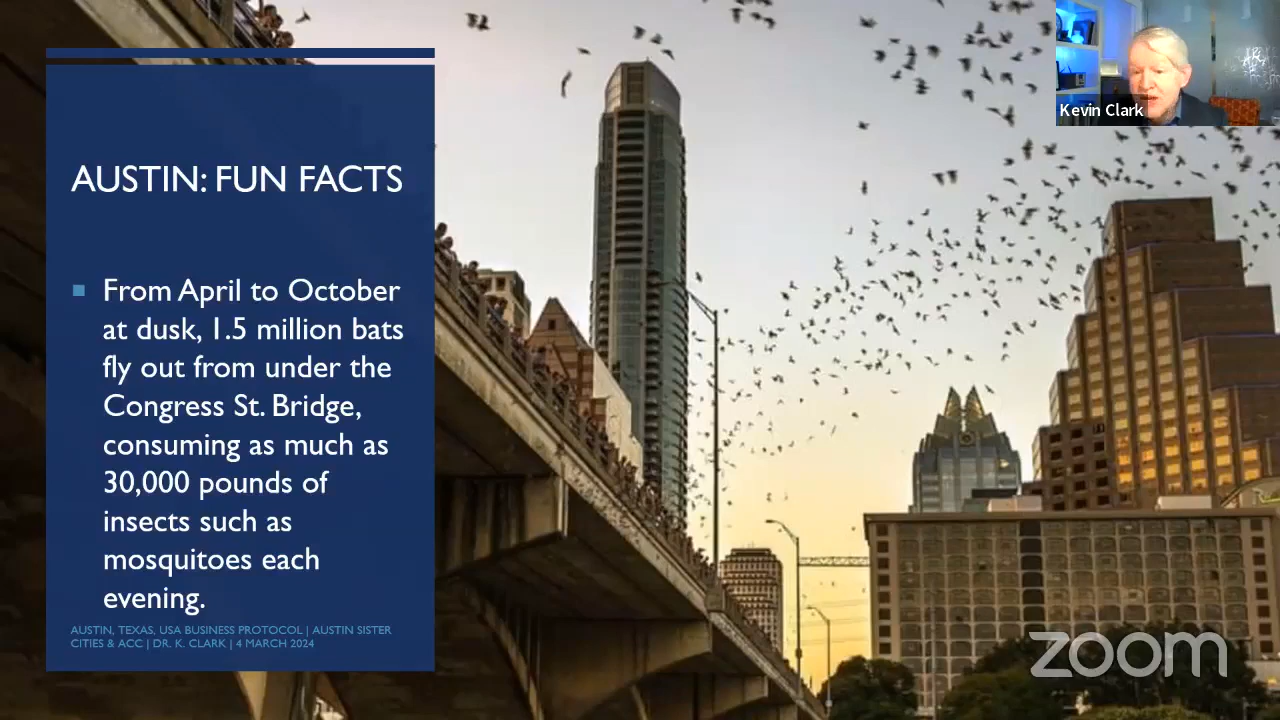 Kevin Clark
AUSTIN: FUN FACTS
From April to October
at dusk, 1.5 million bats
fly out from under the
Congress St. Bridge,
consuming as much as
30,000 pounds of
insects such as
mosquitoes each
evening.
AUSTIN, TEXAS, USA BUSINESS PROTOCOL | AUSTIN SISTER
CITIES & ACC | DR. K. CLARK | 4 MARCH 2024
zoom